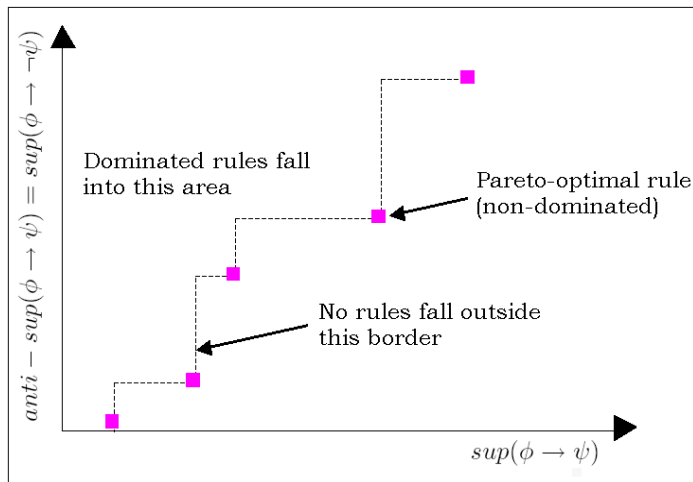 anti − sup(ϕ → ψ) = sup(ϕ → ¬ψ)
Dominated rules fall
into this area
Pareto-optimal rule
(non-dominated)
No rules fall outside
this border
sup(ϕ → ψ)